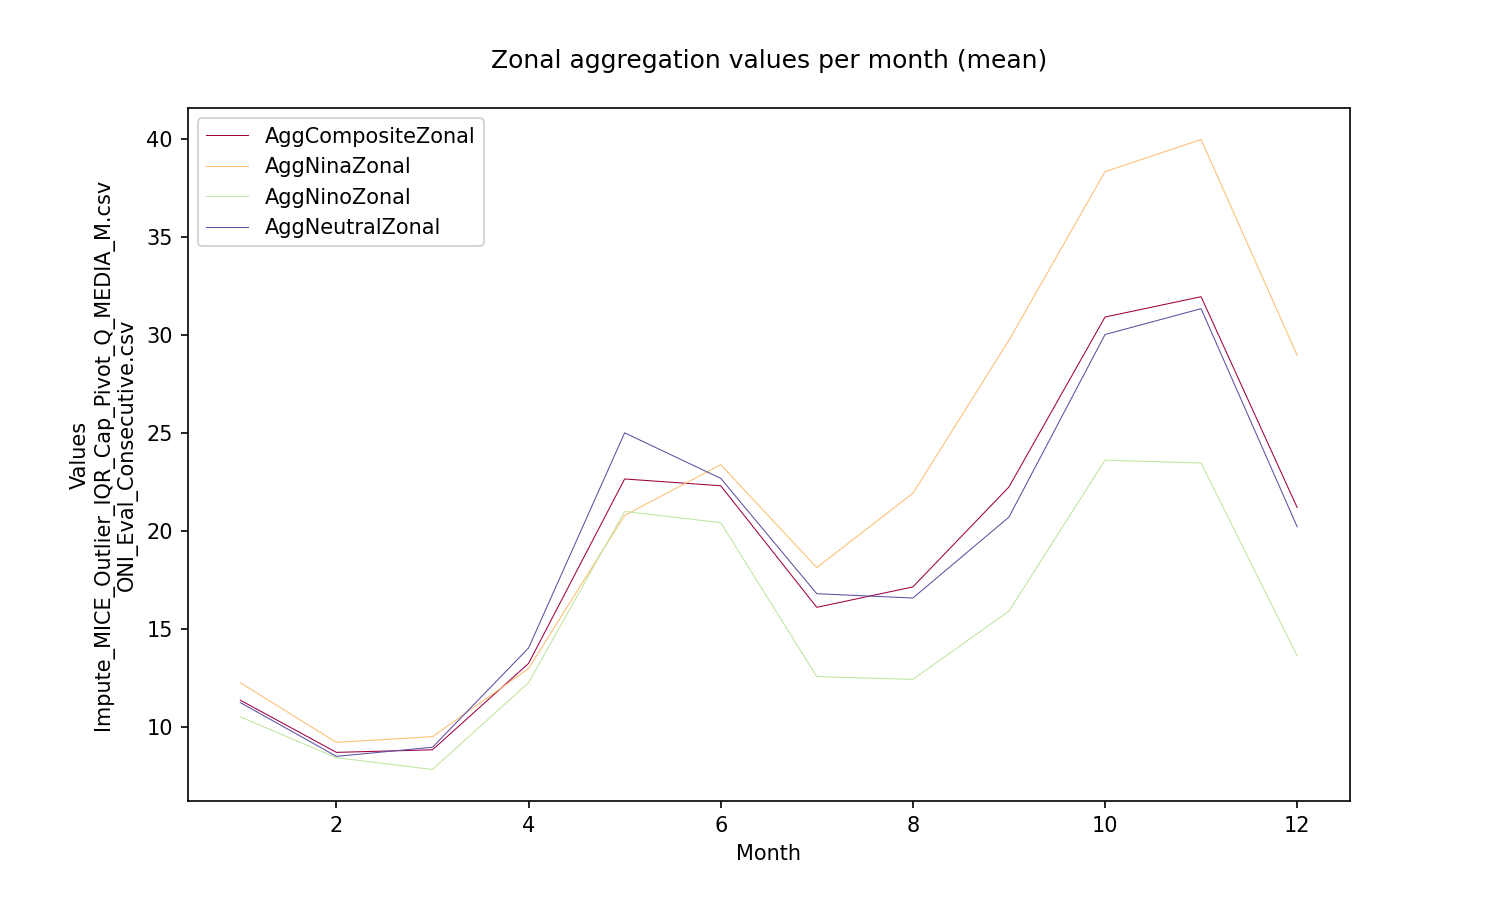 Zonal aggregation values per month (mean)
AggCompositeZonal
AggNinaZonal
AggNinoZonal
AggNeutralZonal
Values
Impute_MICE_Outlier_IQR_Cap_Pivot_Q_MEDIA_M.csv
ONI_Eval_Consecutive.csv
40
35
30
25
20
15
10
2 4 6 8 10 12
Month